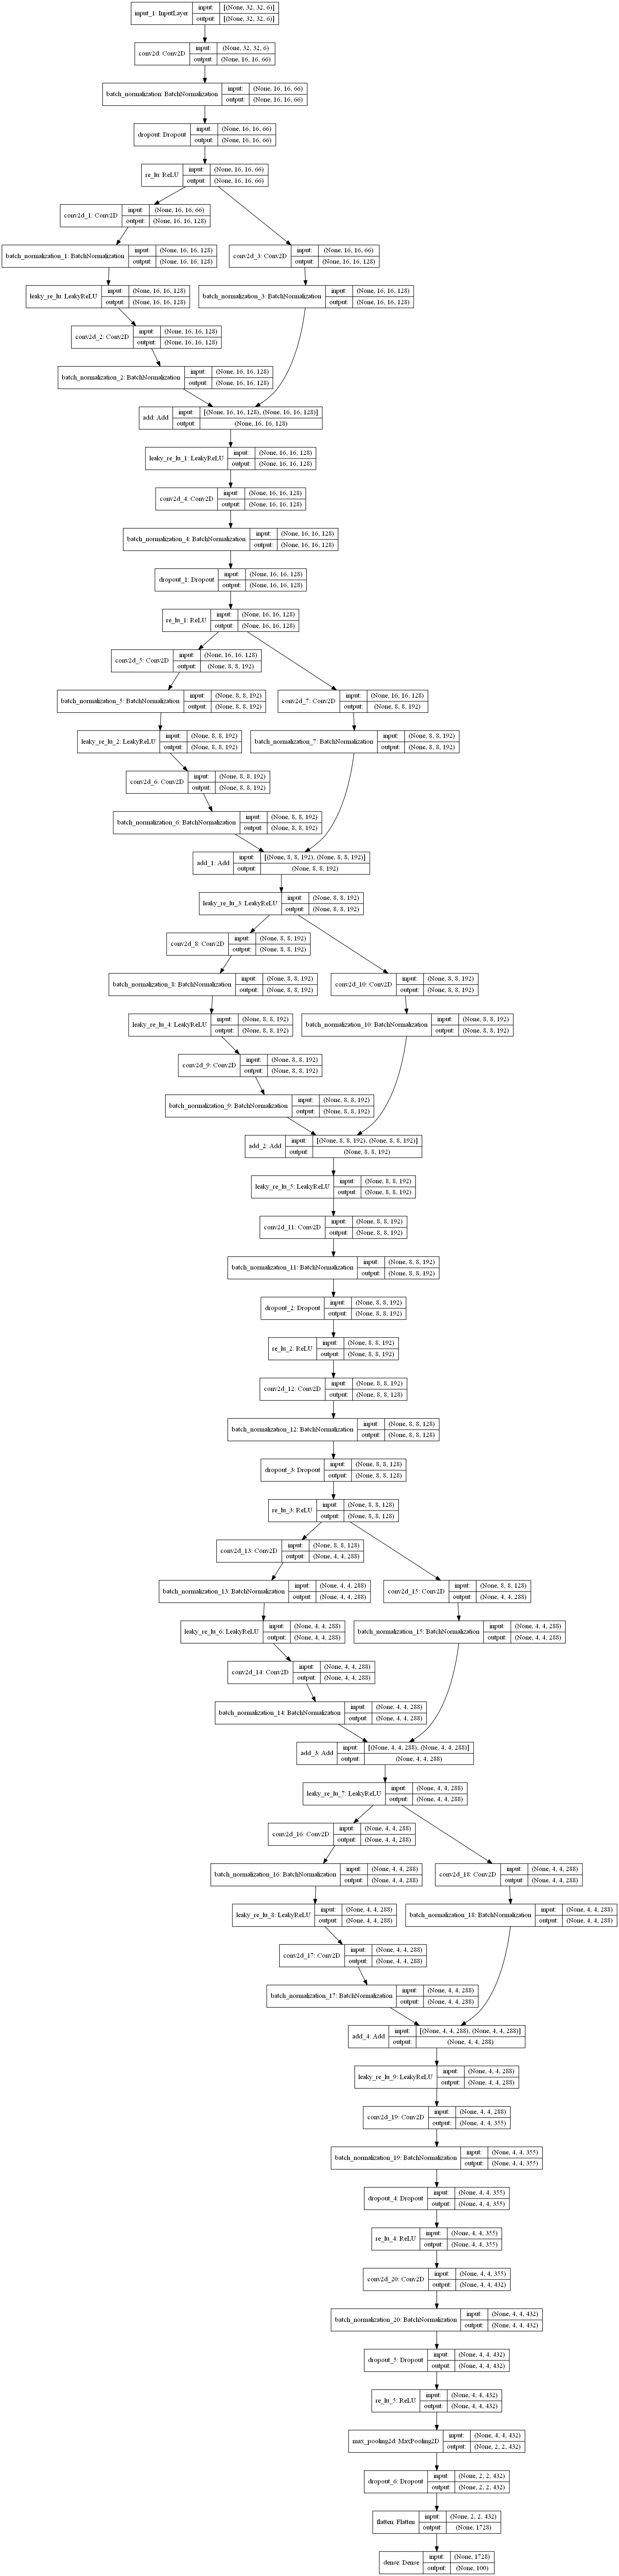 input_1: InputLayer input: [(None, 32, 32, 6)]
output: [(None, 32, 32, 6)]
conv2d: Conv2D input: (None, 32, 32, 6)
output: (None, 16, 16, 66)
batch_normalization: BatchNormalization input: (None, 16, 16, 66)
output: (None, 16, 16, 66)
dropout: Dropout input: (None, 16, 16, 66)
output: (None, 16, 16, 66)
re_lu: ReLU input: (None, 16, 16, 66)
output: (None, 16, 16, 66)
conv2d_1: Conv2D input: (None, 16, 16, 66)
output: (None, 16, 16, 128)
batch_normalization_1: BatchNormalization input: (None, 16, 16, 128)
output: (None, 16, 16, 128)
conv2d_3: Conv2D input: (None, 16, 16, 66)
output: (None, 16, 16, 128)
leaky_re_lu: LeakyReLU input: (None, 16, 16, 128)
output: (None, 16, 16, 128)
batch_normalization_3: BatchNormalization input: (None, 16, 16, 128)
output: (None, 16, 16, 128)
conv2d_2: Conv2D input: (None, 16, 16, 128)
output: (None, 16, 16, 128)
batch_normalization_2: BatchNormalization input: (None, 16, 16, 128)
output: (None, 16, 16, 128)
add: Add input: [(None, 16, 16, 128), (None, 16, 16, 128)]
output: (None, 16, 16, 128)
leaky_re_lu_1: LeakyReLU input: (None, 16, 16, 128)
output: (None, 16, 16, 128)
conv2d_4: Conv2D input: (None, 16, 16, 128)
output: (None, 16, 16, 128)
batch_normalization_4: BatchNormalization input: (None, 16, 16, 128)
output: (None, 16, 16, 128)
dropout_1: Dropout input: (None, 16, 16, 128)
output: (None, 16, 16, 128)
re_lu_1: ReLU input: (None, 16, 16, 128)
output: (None, 16, 16, 128)
conv2d_5: Conv2D input: (None, 16, 16, 128)
output: (None, 8, 8, 192)
batch_normalization_5: BatchNormalization input: (None, 8, 8, 192)
output: (None, 8, 8, 192)
conv2d_7: Conv2D input: (None, 16, 16, 128)
output: (None, 8, 8, 192)
leaky_re_lu_2: LeakyReLU input: (None, 8, 8, 192)
output: (None, 8, 8, 192)
batch_normalization_7: BatchNormalization input: (None, 8, 8, 192)
output: (None, 8, 8, 192)
conv2d_6: Conv2D input: (None, 8, 8, 192)
output: (None, 8, 8, 192)
batch_normalization_6: BatchNormalization input: (None, 8, 8, 192)
output: (None, 8, 8, 192)
add_1: Add input: [(None, 8, 8, 192), (None, 8, 8, 192)]
output: (None, 8, 8, 192)
leaky_re_lu_3: LeakyReLU input: (None, 8, 8, 192)
output: (None, 8, 8, 192)
conv2d_8: Conv2D input: (None, 8, 8, 192)
output: (None, 8, 8, 192)
batch_normalization_8: BatchNormalization input: (None, 8, 8, 192)
output: (None, 8, 8, 192)
conv2d_10: Conv2D input: (None, 8, 8, 192)
output: (None, 8, 8, 192)
leaky_re_lu_4: LeakyReLU input: (None, 8, 8, 192)
output: (None, 8, 8, 192)
batch_normalization_10: BatchNormalization input: (None, 8, 8, 192)
output: (None, 8, 8, 192)
conv2d_9: Conv2D input: (None, 8, 8, 192)
output: (None, 8, 8, 192)
batch_normalization_9: BatchNormalization input: (None, 8, 8, 192)
output: (None, 8, 8, 192)
add_2: Add input: [(None, 8, 8, 192), (None, 8, 8, 192)]
output: (None, 8, 8, 192)
leaky_re_lu_5: LeakyReLU input: (None, 8, 8, 192)
output: (None, 8, 8, 192)
conv2d_11: Conv2D input: (None, 8, 8, 192)
output: (None, 8, 8, 192)
batch_normalization_11: BatchNormalization input: (None, 8, 8, 192)
output: (None, 8, 8, 192)
dropout_2: Dropout input: (None, 8, 8, 192)
output: (None, 8, 8, 192)
re_lu_2: ReLU input: (None, 8, 8, 192)
output: (None, 8, 8, 192)
conv2d_12: Conv2D input: (None, 8, 8, 192)
output: (None, 8, 8, 128)
batch_normalization_12: BatchNormalization input: (None, 8, 8, 128)
output: (None, 8, 8, 128)
dropout_3: Dropout input: (None, 8, 8, 128)
output: (None, 8, 8, 128)
re_lu_3: ReLU input: (None, 8, 8, 128)
output: (None, 8, 8, 128)
conv2d_13: Conv2D input: (None, 8, 8, 128)
output: (None, 4, 4, 288)
batch_normalization_13: BatchNormalization input: (None, 4, 4, 288)
output: (None, 4, 4, 288)
conv2d_15: Conv2D input: (None, 8, 8, 128)
output: (None, 4, 4, 288)
leaky_re_lu_6: LeakyReLU input: (None, 4, 4, 288)
output: (None, 4, 4, 288)
batch_normalization_15: BatchNormalization input: (None, 4, 4, 288)
output: (None, 4, 4, 288)
conv2d_14: Conv2D input: (None, 4, 4, 288)
output: (None, 4, 4, 288)
batch_normalization_14: BatchNormalization input: (None, 4, 4, 288)
output: (None, 4, 4, 288)
add_3: Add input: [(None, 4, 4, 288), (None, 4, 4, 288)]
output: (None, 4, 4, 288)
leaky_re_lu_7: LeakyReLU input: (None, 4, 4, 288)
output: (None, 4, 4, 288)
conv2d_16: Conv2D input: (None, 4, 4, 288)
output: (None, 4, 4, 288)
batch_normalization_16: BatchNormalization input: (None, 4, 4, 288)
output: (None, 4, 4, 288)
conv2d_18: Conv2D input: (None, 4, 4, 288)
output: (None, 4, 4, 288)
leaky_re_lu_8: LeakyReLU input: (None, 4, 4, 288)
output: (None, 4, 4, 288)
batch_normalization_18: BatchNormalization input: (None, 4, 4, 288)
output: (None, 4, 4, 288)
conv2d_17: Conv2D input: (None, 4, 4, 288)
output: (None, 4, 4, 288)
batch_normalization_17: BatchNormalization input: (None, 4, 4, 288)
output: (None, 4, 4, 288)
add_4: Add input: [(None, 4, 4, 288), (None, 4, 4, 288)]
output: (None, 4, 4, 288)
leaky_re_lu_9: LeakyReLU input: (None, 4, 4, 288)
output: (None, 4, 4, 288)
conv2d_19: Conv2D input: (None, 4, 4, 288)
output: (None, 4, 4, 355)
batch_normalization_19: BatchNormalization input: (None, 4, 4, 355)
output: (None, 4, 4, 355)
dropout_4: Dropout input: (None, 4, 4, 355)
output: (None, 4, 4, 355)
re_lu_4: ReLU input: (None, 4, 4, 355)
output: (None, 4, 4, 355)
conv2d_20: Conv2D input: (None, 4, 4, 355)
output: (None, 4, 4, 432)
batch_normalization_20: BatchNormalization input: (None, 4, 4, 432)
output: (None, 4, 4, 432)
dropout_5: Dropout input: (None, 4, 4, 432)
output: (None, 4, 4, 432)
re_lu_5: ReLU input: (None, 4, 4, 432)
output: (None, 4, 4, 432)
max_pooling2d: MaxPooling2D input: (None, 4, 4, 432)
output: (None, 2, 2, 432)
dropout_6: Dropout input: (None, 2, 2, 432)
output: (None, 2, 2, 432)
flatten: Flatten input: (None, 2, 2, 432)
output: (None, 1728)
dense: Dense input: (None, 1728)
output: (None, 100)